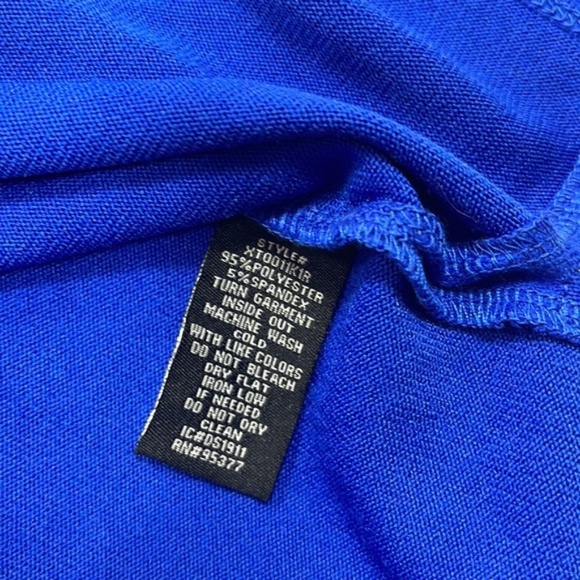 STYLE#
XT0011K1R
95%POLYESTER
5%SPANDEX
TURN GARMENT
INSIDE OUT
MACHINE WASH
COLD
WITH LIKE COLORS
DO NOT BLEACH
DRY FLAT
IRON LOW
IF NEEDED
DO NOT DRY
CLEAN
IC#DS1911
RN#95377